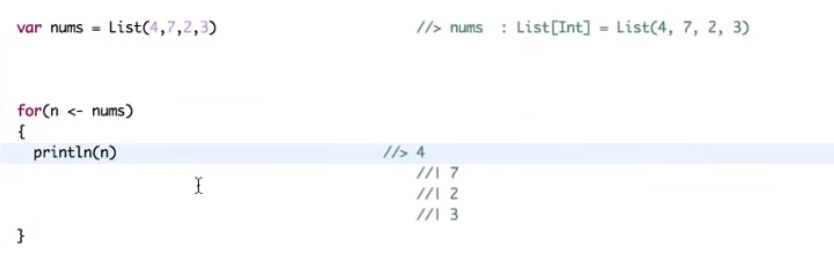 var nums = List(4,7,2,3) //> nums : List[Int] = List(4, 7, 2, 3)
for(n <- nums)
{
println(n) //> 4
//| 7
//| 2
//| 3
}